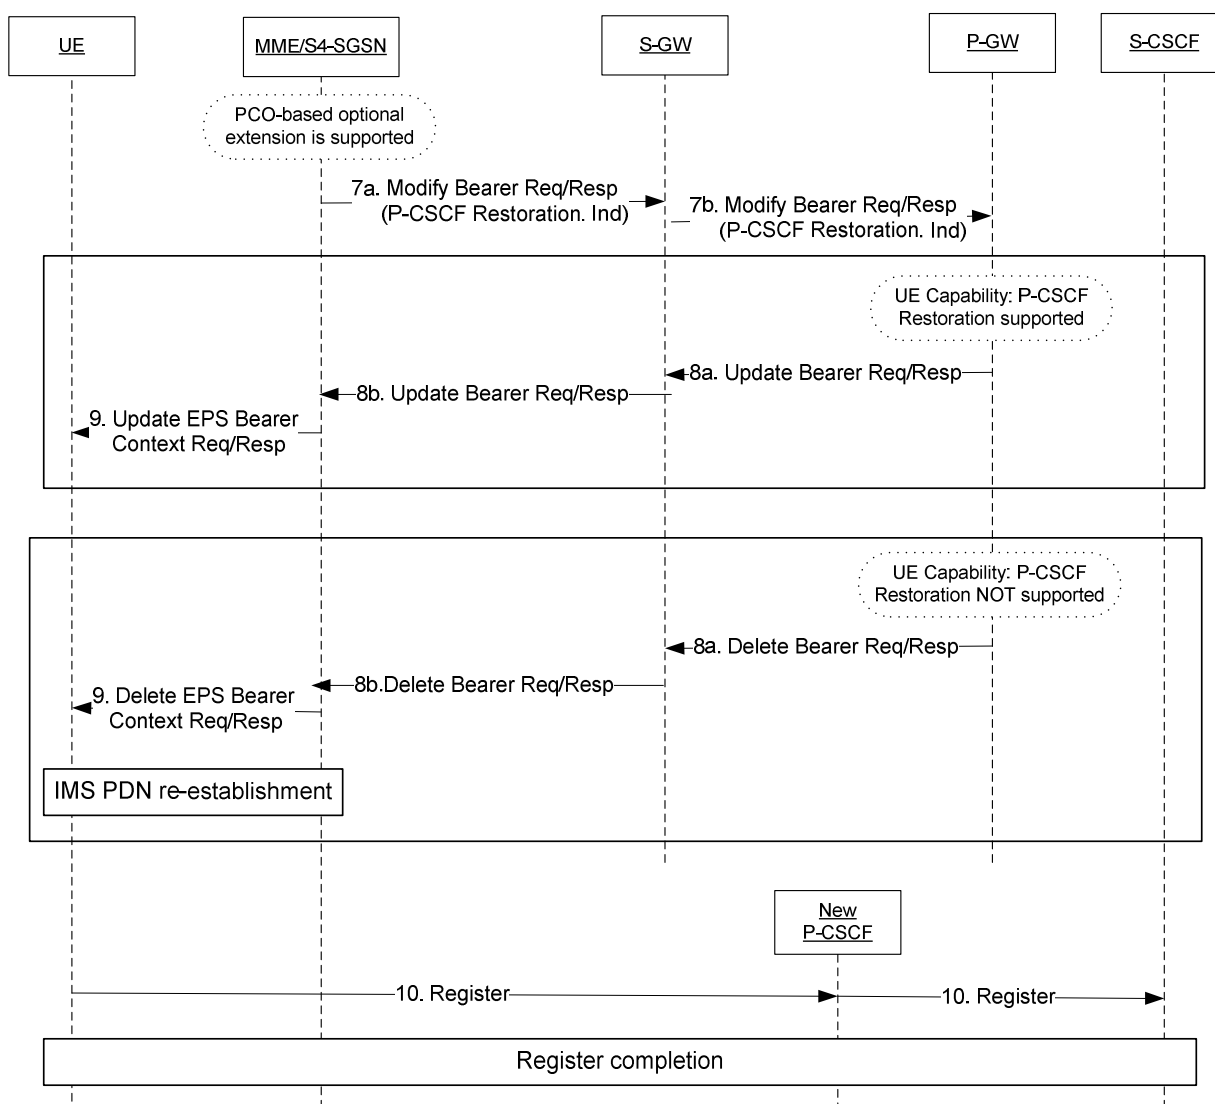 UE
MME/S4-SGSN
S-GW
P-GW
S-CSCF
PCO-based optional
extension is supported
7a. Modify Bearer Req/Resp
(P-CSCF Restoration. Ind)
7b. Modify Bearer Req/Resp
(P-CSCF Restoration. Ind)
UE Capability: P-CSCF
Restoration supported
8a. Update Bearer Req/Resp
8b. Update Bearer Req/Resp
9. Update EPS Bearer
Context Req/Resp
UE Capability: P-CSCF
Restoration NOT supported
8a. Delete Bearer Req/Resp
8b.Delete Bearer Req/Resp
9. Delete EPS Bearer
Context Req/Resp
IMS PDN re-establishment
New
P-CSCF
10. Register
10. Register
Register completion